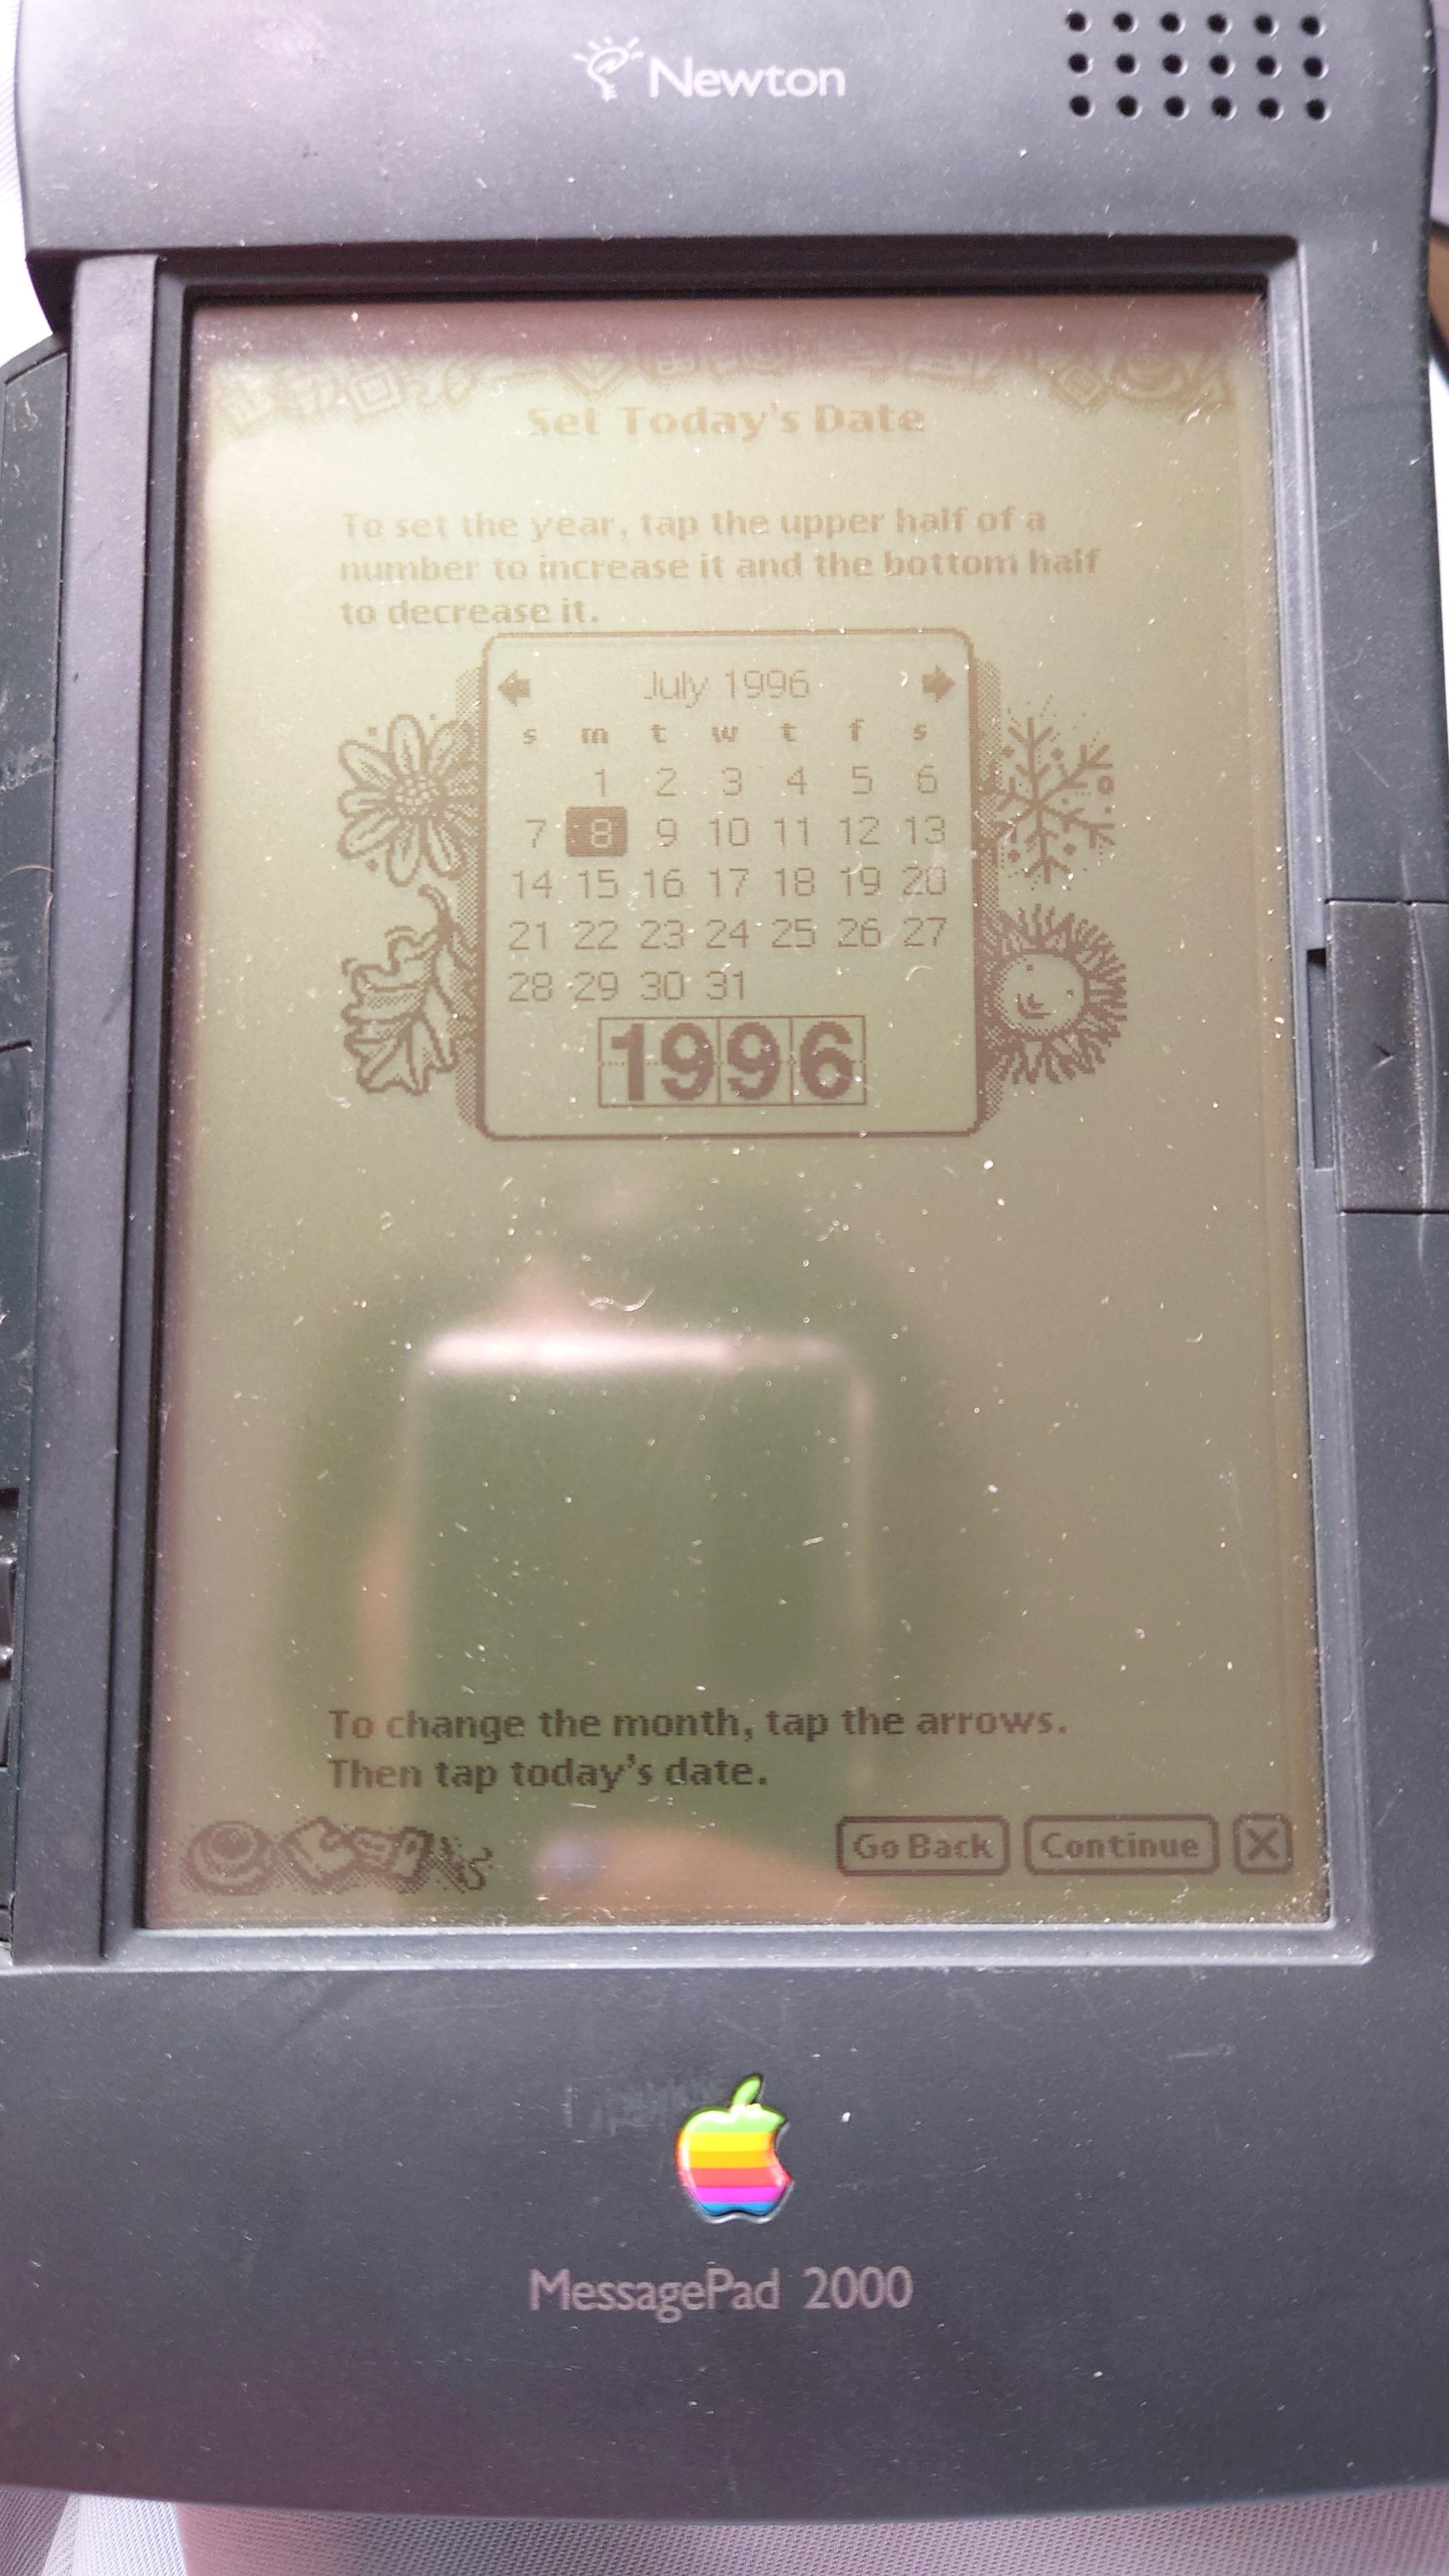 Newton
Set Today's Date
To set the year, tap the upper half of a
number to increase it and the bottom half
to decrease it.
July 1996
s m t w t f s
1 2 3 4 5 6
7 8 9 10 11 12 13
14 15 16 17 18 19 20
21 22 23 24 25 26 27
28 29 30 31
1996
To change the month, tap the arrows.
Then tap today's date.
Go Back Continue X
MessagePad 2000